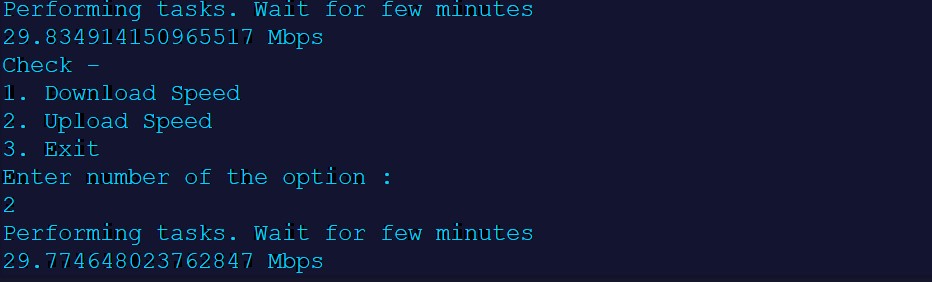 Performing tasks. Wait for few minutes
29.834914150965517 Mbps
Check -
1. Download Speed
2. Upload Speed
3. Exit
Enter number of the option :
2
Performing tasks. Wait for few minutes
29.774648023762847 Mbps